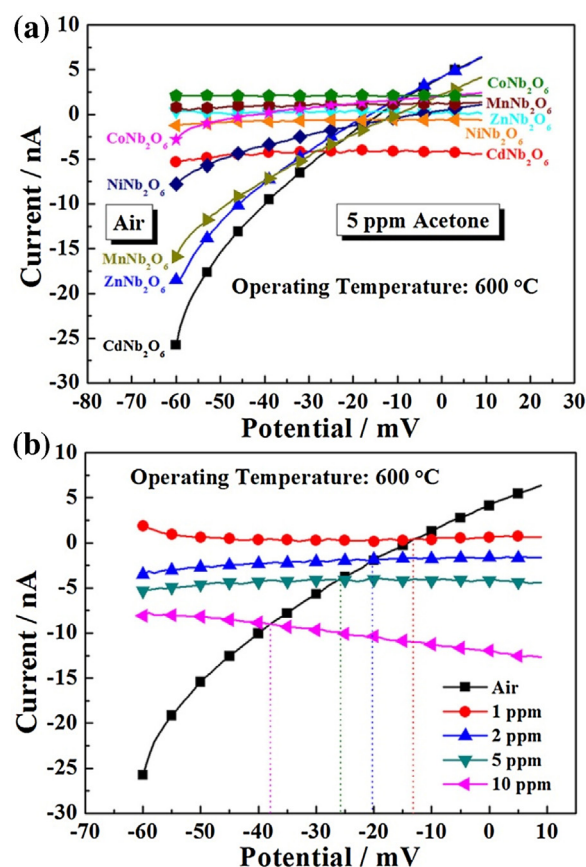 (a)
10
5
0
-5
-10
-15
-20
-25
-30
Current / nA
CoNb₂O₆
MnNb₂O₆
ZnNb₂O₆
NiNb₂O₆
CdNb₂O₆
CoNb₂O₆
NiNb₂O₆
Air
5 ppm Acetone
MnNb₂O₆
ZnNb₂O₆
Operating Temperature: 600 °C
CdNb₂O₆
-80 -70 -60 -50 -40 -30 -20 -10 0 10
Potential / mV
(b)
10
5
0
-5
-10
-15
-20
-25
-30
Current / nA
Operating Temperature: 600 °C
Air
1 ppm
2 ppm
5 ppm
10 ppm
-70 -60 -50 -40 -30 -20 -10 0 10
Potential / mV